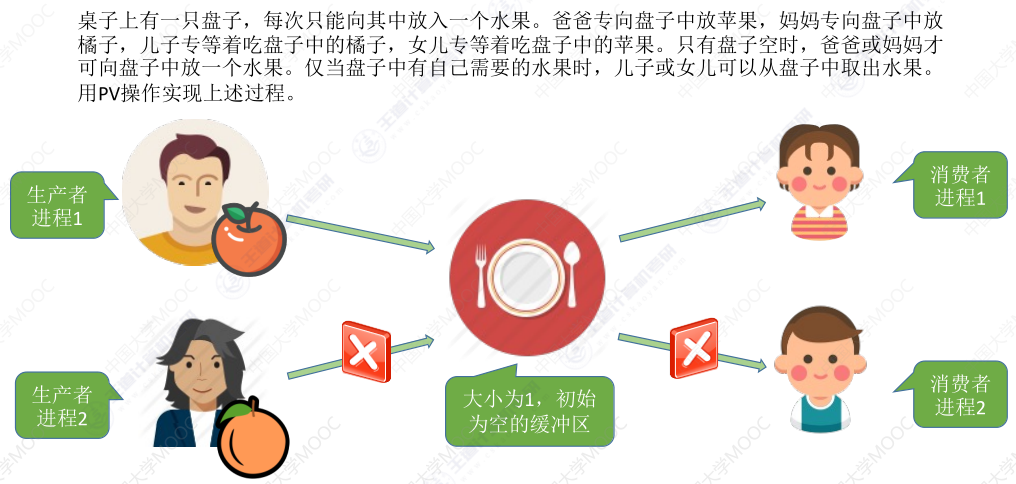 桌子上有一只盘子，每次只能向其中放入一个水果。爸爸专向盘子中放苹果，妈妈专向盘子中放
橘子，儿子专等着吃盘子中的橘子，女儿专等着吃盘子中的苹果。只有盘子空时，爸爸或妈妈才
可向盘子中放一个水果。仅当盘子中有自己需要的水果时，儿子或女儿可以从盘子中取出水果。
用PV操作实现上述过程。
生产者
进程1
消费者
进程1
生产者
进程2
大小为1，初始
为空的缓冲区
消费者
进程2
中国大学MOOC
王道计算机考研